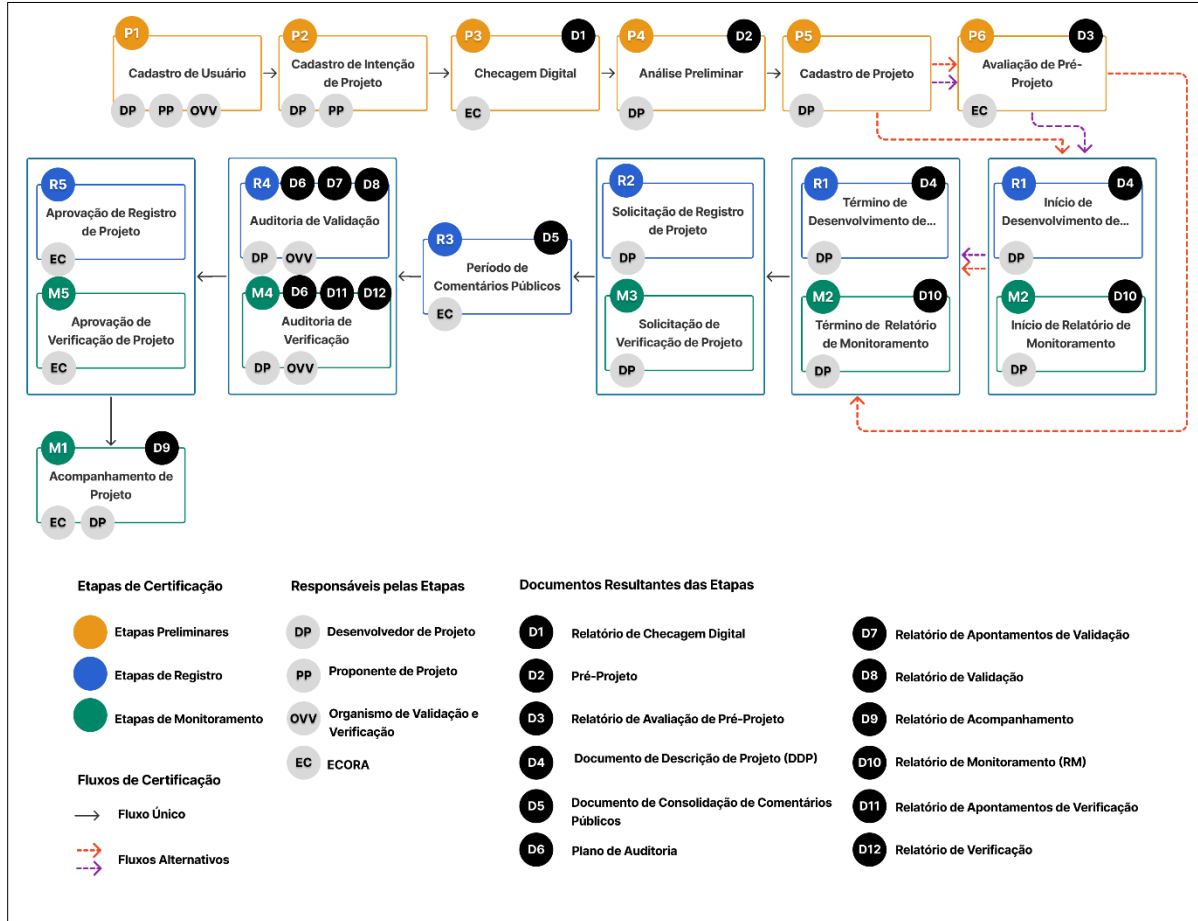 P1
Cadastro de Usuário
DP PP OVV
P2
Cadastro de Intenção
de Projeto
DP PP
P3 D1
Checagem Digital
EC
P4 D2
Análise Preliminar
DP
P5
Cadastro de Projeto
DP
P6 D3
Avaliação de Pré-
Projeto
EC
R5
Aprovação de Registro
de Projeto
EC
M5
Aprovação de
Verificação de Projeto
EC
R4 D6 D7 D8
Auditoria de Validação
DP OVV
M4 D6 D11 D12
Auditoria de
Verificação
DP OVV
R3 D5
Período de
Comentários Públicos
EC
R2
Solicitação de Registro
de Projeto
DP
M3
Solicitação de
Verificação de Projeto
DP
R1 D4
Término de
Desenvolvimento de...
DP
M2 D10
Término de Relatório
de Monitoramento
DP
R1 D4
Início de
Desenvolvimento de...
DP
M2 D10
Início de Relatório de
Monitoramento
DP
M1 D9
Acompanhamento de
Projeto
EC DP
Etapas de Certificação
Etapas Preliminares
Etapas de Registro
Etapas de Monitoramento
Fluxos de Certificação
Fluxo Único
Fluxos Alternativos
Responsáveis pelas Etapas
DP Desenvolvedor de Projeto
PP Proponente de Projeto
OVV Organismo de Validação e
Verificação
EC ECORA
Documentos Resultantes das Etapas
D1 Relatório de Checagem Digital
D2 Pré-Projeto
D3 Relatório de Avaliação de Pré-Projeto
D4 Documento de Descrição de Projeto (DDP)
D5 Documento de Consolidação de Comentários
Públicos
D6 Plano de Auditoria
D7 Relatório de Apontamentos de Validação
D8 Relatório de Validação
D9 Relatório de Acompanhamento
D10 Relatório de Monitoramento (RM)
D11 Relatório de Apontamentos de Verificação
D12 Relatório de Verificação